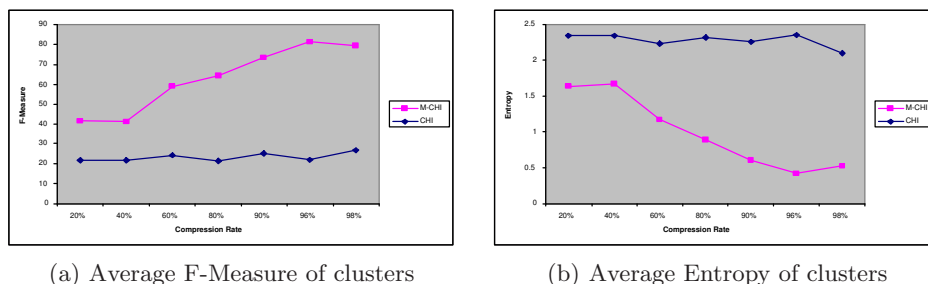 90
80
70
60
50
40
30
20
10
0
F-Measure
20% 40% 60% 80% 90% 96% 98%
Compression Rate
M-CHI
CHI
(a) Average F-Measure of clusters
2.5
2
1.5
1
0.5
0
Entropy
20% 40% 60% 80% 90% 96% 98%
Compression Rate
M-CHI
CHI
(b) Average Entropy of clusters